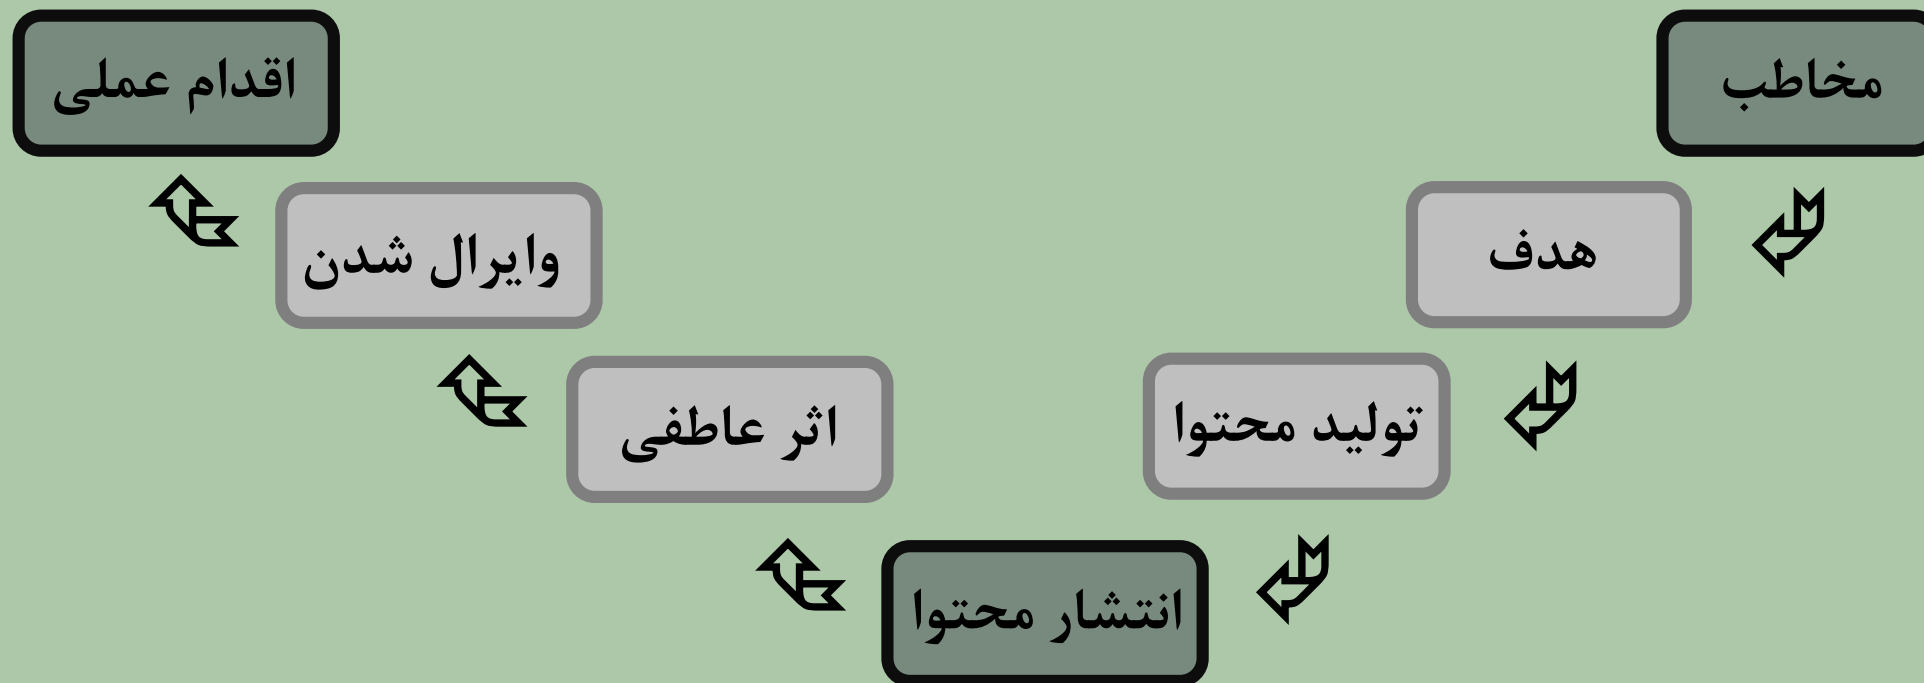 مخاطب
هدف
تولید محتوا
انتشار محتوا
اثر عاطفی
وایرال شدن
اقدام عملی